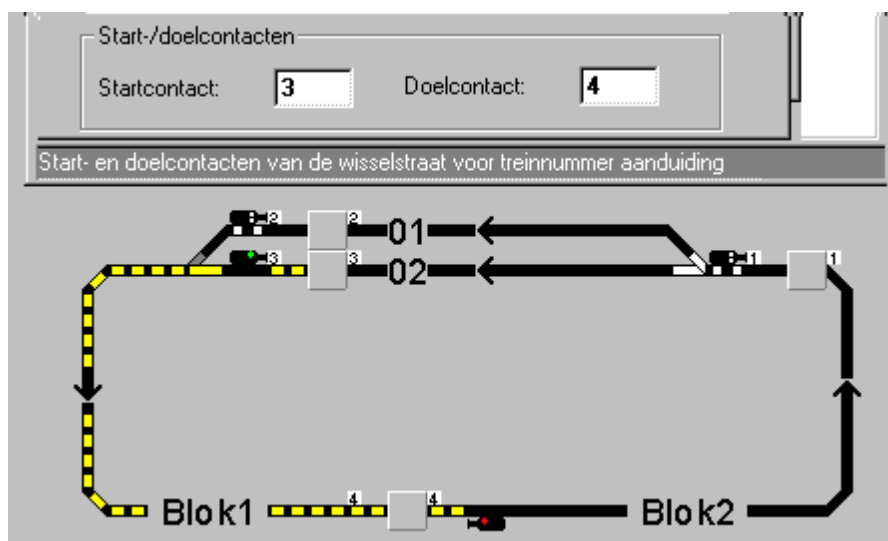 Start-/doelcontacten
Startcontact: 3 Doelcontact: 4
Start- en doelcontacten van de wisselstraat voor treinnummer aanduiding
2 2 01
3 3 02 1 1
4 4
Blok1 Blok2